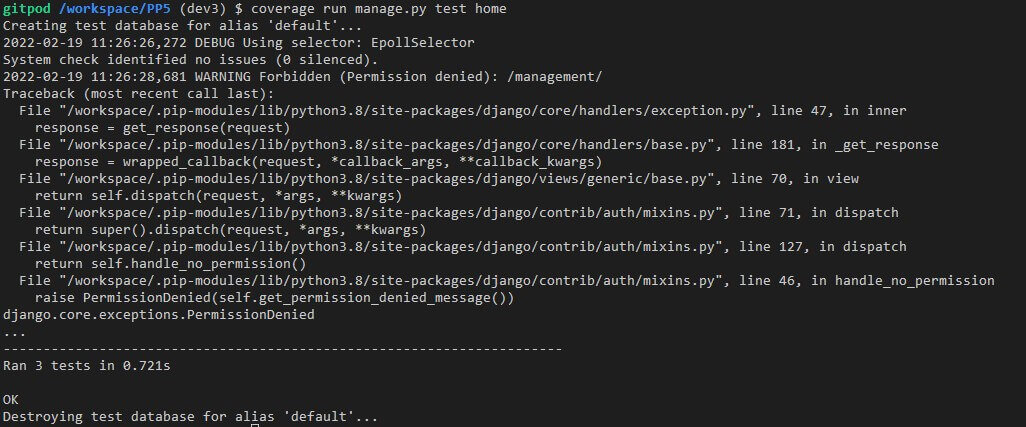 gitpod /workspace/PP5 (dev3) $ coverage run manage.py test home
Creating test database for alias 'default'...
2022-02-19 11:26:26,272 DEBUG Using selector: EpollSelector
System check identified no issues (0 silenced).
2022-02-19 11:26:28,681 WARNING Forbidden (Permission denied): /management/
Traceback (most recent call last):
  File "/workspace/.pip-modules/lib/python3.8/site-packages/django/core/handlers/exception.py", line 47, in inner
    response = get_response(request)
  File "/workspace/.pip-modules/lib/python3.8/site-packages/django/core/handlers/base.py", line 181, in _get_response
    response = wrapped_callback(request, *callback_args, **callback_kwargs)
  File "/workspace/.pip-modules/lib/python3.8/site-packages/django/views/generic/base.py", line 70, in view
    return self.dispatch(request, *args, **kwargs)
  File "/workspace/.pip-modules/lib/python3.8/site-packages/django/contrib/auth/mixins.py", line 71, in dispatch
    return super().dispatch(request, *args, **kwargs)
  File "/workspace/.pip-modules/lib/python3.8/site-packages/django/contrib/auth/mixins.py", line 127, in dispatch
    return self.handle_no_permission()
  File "/workspace/.pip-modules/lib/python3.8/site-packages/django/contrib/auth/mixins.py", line 46, in handle_no_permission
    raise PermissionDenied(self.get_permission_denied_message())
django.core.exceptions.PermissionDenied
...
----------------------------------------------------------------------
Ran 3 tests in 0.721s

OK
Destroying test database for alias 'default'...